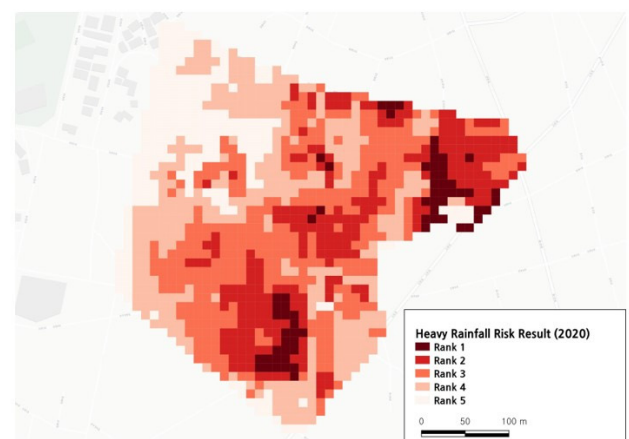 Heavy Rainfall Risk Result (2020)
Rank 1
Rank 2
Rank 3
Rank 4
Rank 5
0 50 100 m